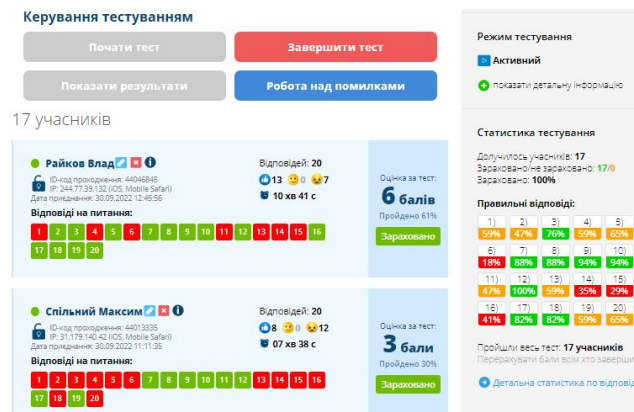 Керування тестуванням
Почати тест
Завершити тест
Показати результати
Робота над помилками
17 учасників
Райков Влад
ID-код проходження: 44046845
IP: 244.77.39.132 (iOS, Mobile Safari)
Дата приєднання: 30.09.2022 12:45:56
Відповідей: 20
13 0 7
10 хв 41 с
Відповіді на питання:
1 2 3 4 5 6 7 8 9 10 11 12 13 14 15 16
17 18 19 20
Оцінка за тест:
6 балів
Пройдено 61%
Зараховано
Спільний Максим
ID-код проходження: 44013335
IP: 31.179.140.42 (iOS, Mobile Safari)
Дата приєднання: 30.09.2022 11:11:35
Відповідей: 20
8 0 12
07 хв 38 с
Відповіді на питання:
1 2 3 4 5 6 7 8 9 10 11 12 13 14 15 16
17 18 19 20
Оцінка за тест:
3 бали
Пройдено 30%
Зараховано
Режим тестування
Активний
показати детальну інформацію
Статистика тестування
Долучилось учасників: 17
Зараховано/не зараховано: 17/0
Зараховано: 100%
Правильні відповіді:
1) 2) 3) 4) 5)
59% 47% 76% 59% 65%
6) 7) 8) 9) 10)
18% 88% 88% 94% 94%
11) 12) 13) 14) 15)
47% 100% 59% 35% 29%
16) 17) 18) 19) 20)
41% 82% 82% 59% 65%
Пройшли весь тест: 17 учасників
Перерахувати бали всім хто заверши
Детальна статистика по відповід